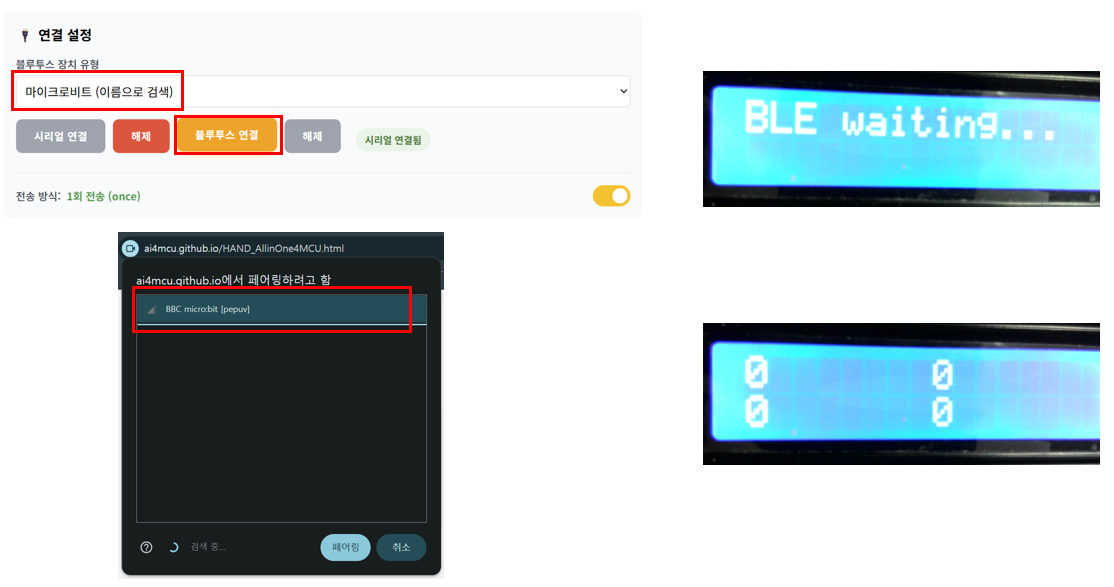 연결 설정
블루투스 장치 유형
마이크로비트 (이름으로 검색)
시리얼 연결
해제
블루투스 연결
해제
시리얼 연결됨
전송 방식: 1회 전송 (once)
ai4mcu.github.io/HAND_AllinOne4MCU.html
ai4mcu.github.io에서 페어링하려고 함
BBC micro:bit [pepuv]
검색 중...
페어링
취소
BLE waiting...
0 0
0 0